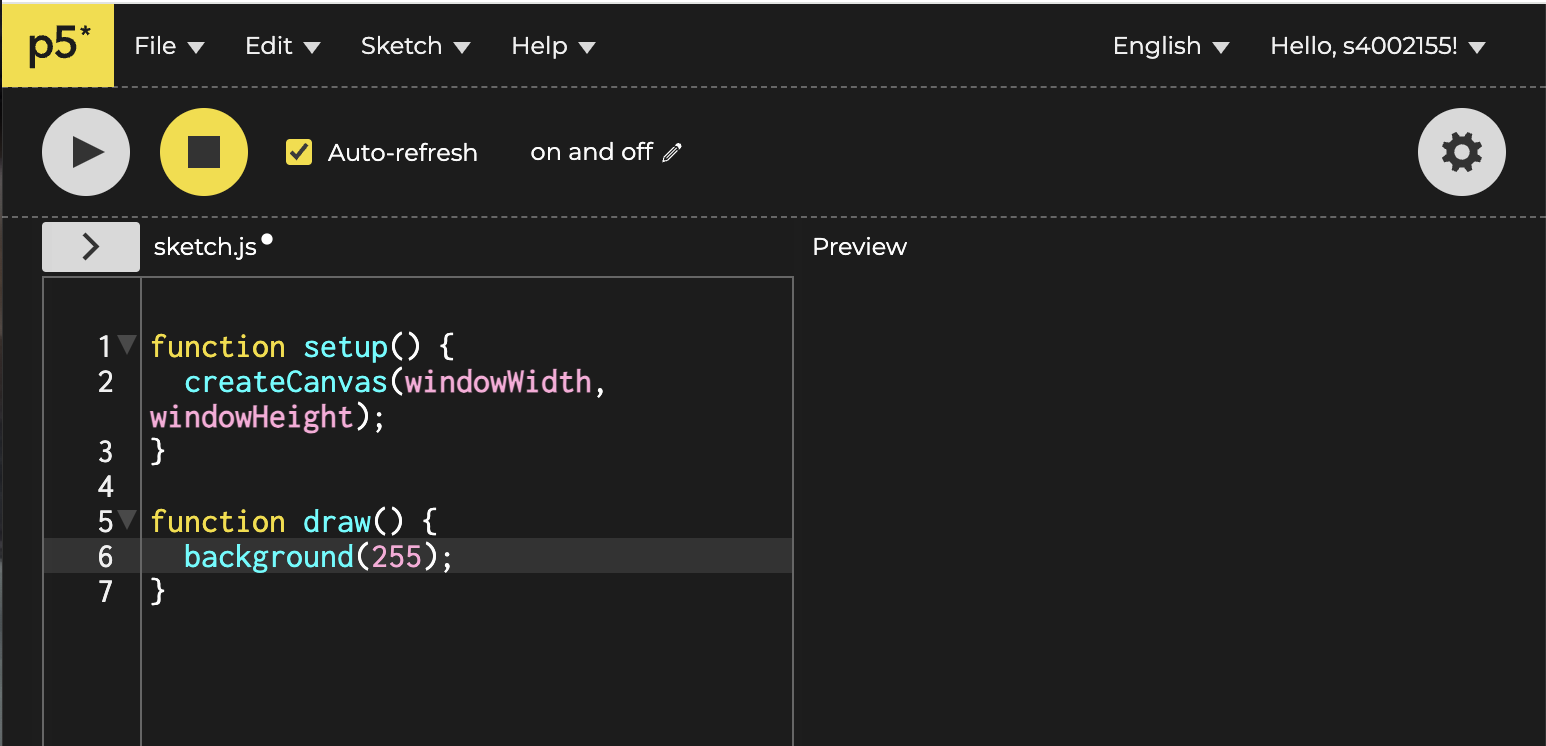 p5* File Edit Sketch Help English Hello, s4002155!
Auto-refresh on and off
sketch.js Preview
1 function setup() {
2 createCanvas(windowWidth,
windowHeight);
3 }
4
5 function draw() {
6 background(255);
7 }